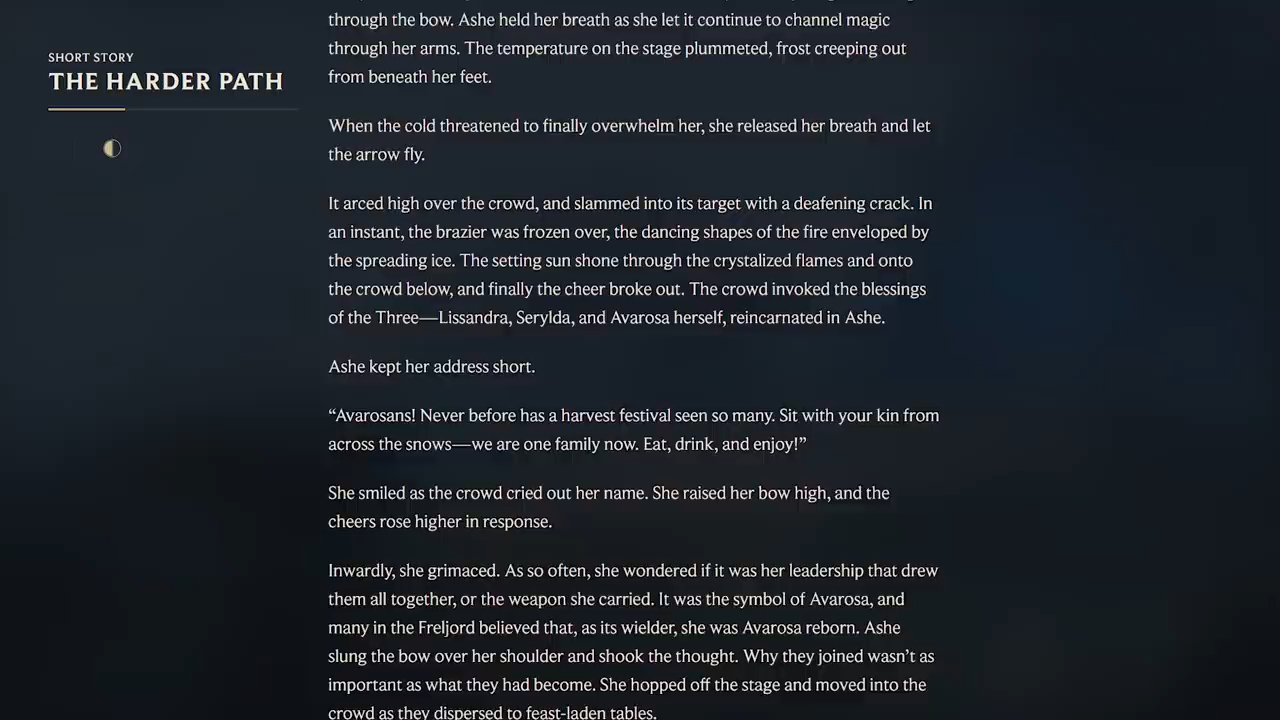 SHORT STORY
THE HARDER PATH
through the bow. Ashe held her breath as she let it continue to channel magic
through her arms. The temperature on the stage plummeted, frost creeping out
from beneath her feet.
When the cold threatened to finally overwhelm her, she released her breath and let
the arrow fly.
It arced high over the crowd, and slammed into its target with a deafening crack. In
an instant, the brazier was frozen over, the dancing shapes of the fire enveloped by
the spreading ice. The setting sun shone through the crystalized flames and onto
the crowd below, and finally the cheer broke out. The crowd invoked the blessings
of the Three—Lissandra, Serylda, and Avarosa herself, reincarnated in Ashe.
Ashe kept her address short.
“Avarosans! Never before has a harvest festival seen so many. Sit with your kin from
across the snows—we are one family now. Eat, drink, and enjoy!”
She smiled as the crowd cried out her name. She raised her bow high, and the
cheers rose higher in response.
Inwardly, she grimaced. As so often, she wondered if it was her leadership that drew
them all together, or the weapon she carried. It was the symbol of Avarosa, and
many in the Freljord believed that, as its wielder, she was Avarosa reborn. Ashe
slung the bow over her shoulder and shook the thought. Why they joined wasn’t as
important as what they had become. She hopped off the stage and moved into the
crowd as they dispersed to feast-laden tables.